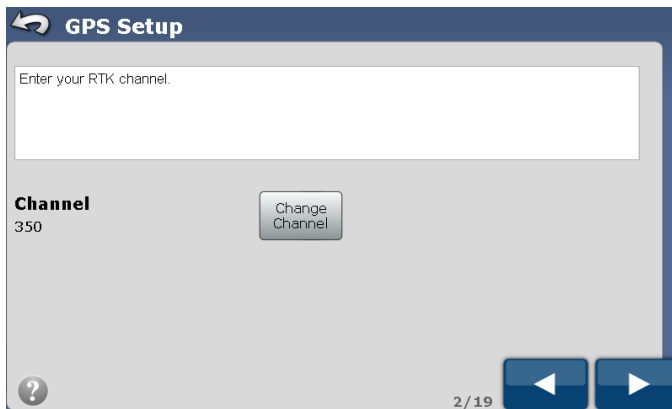 GPS Setup
Enter your RTK channel.
Channel
350
Change
Channel
?
2/19